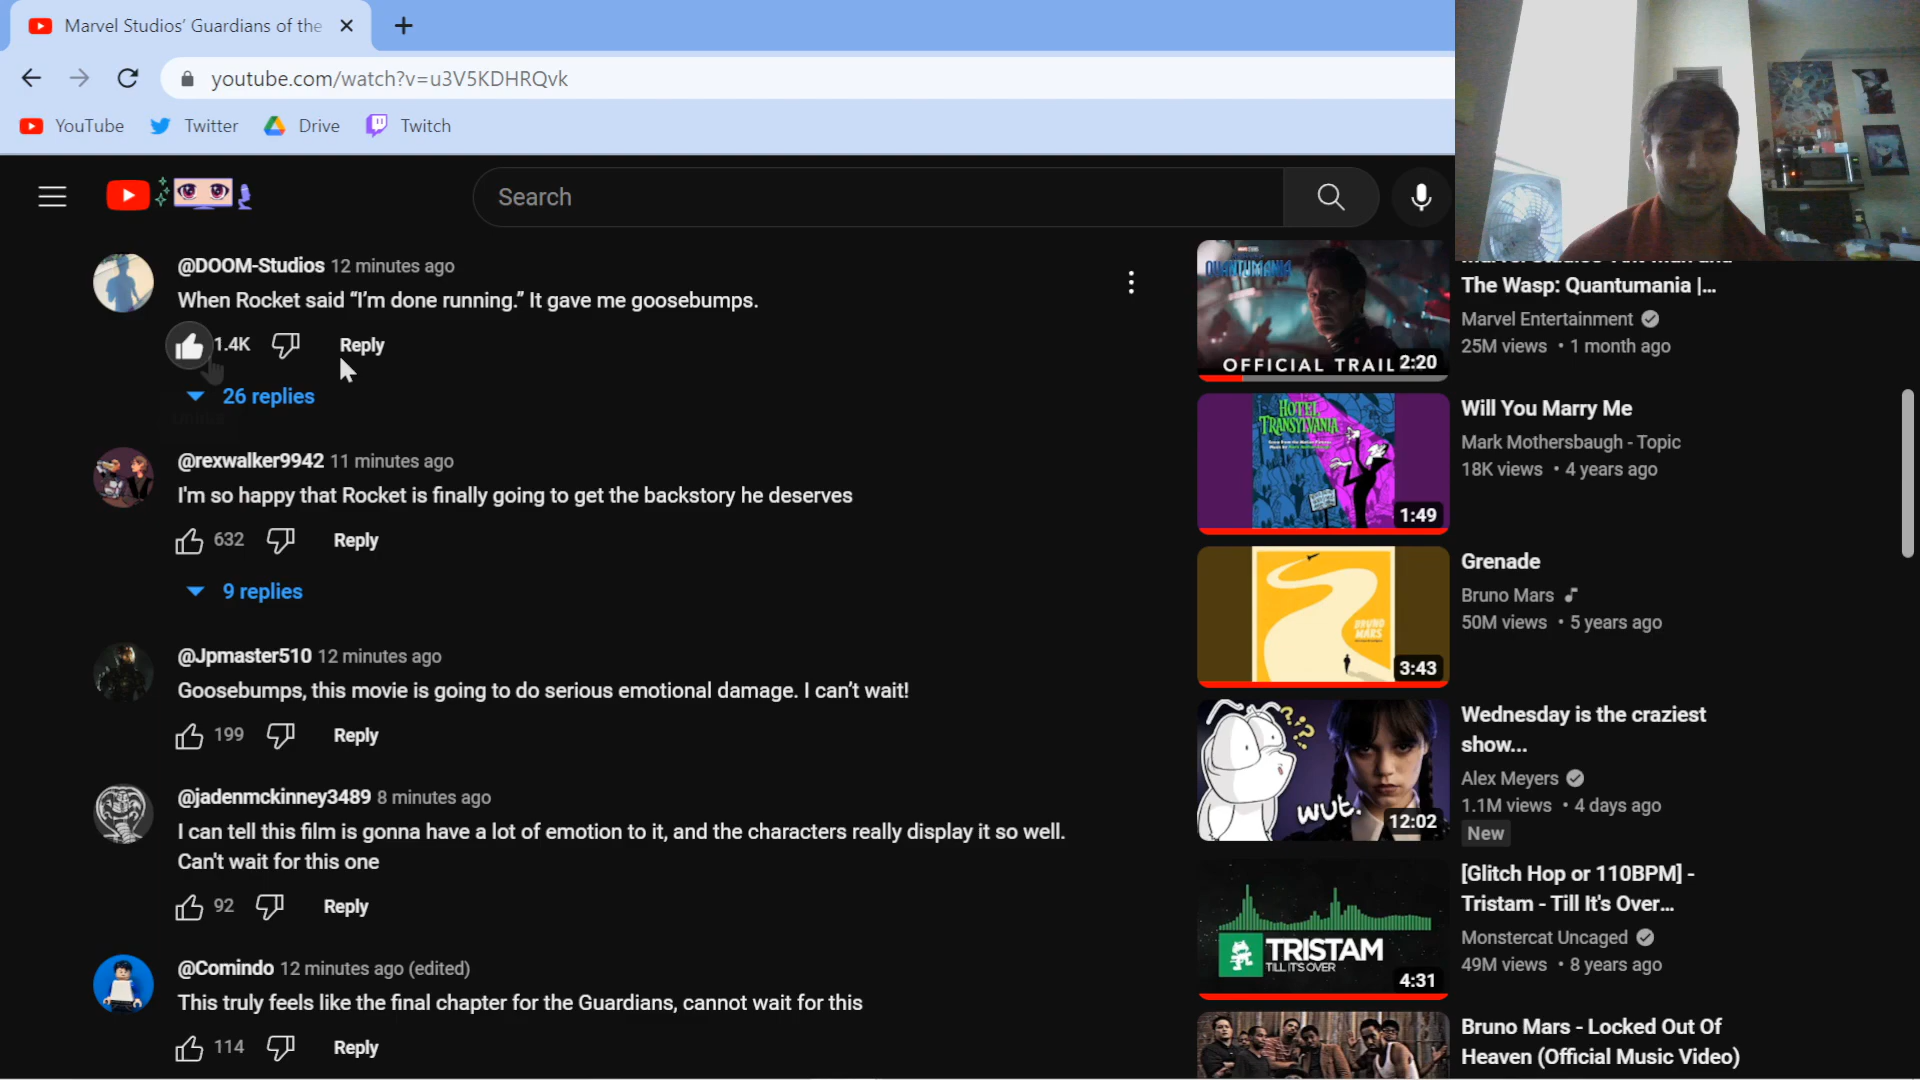 Marvel Studios' Guardians of the
youtube.com/watch?v=u3V5KDHRQvk
YouTube
Twitter
Drive
Twitch
Search
@DOOM-Studios 12 minutes ago
When Rocket said “I’m done running.” It gave me goosebumps.
1.4K
Reply
26 replies
@rexwalker9942 11 minutes ago
I'm so happy that Rocket is finally going to get the backstory he deserves
632
Reply
9 replies
@Jpmaster510 12 minutes ago
Goosebumps, this movie is going to do serious emotional damage. I can’t wait!
199
Reply
@jadenmckinney3489 8 minutes ago
I can tell this film is gonna have a lot of emotion to it, and the characters really display it so well.
Can't wait for this one
92
Reply
@Comindo 12 minutes ago (edited)
This truly feels like the final chapter for the Guardians, cannot wait for this
114
Reply
QUANTUMANIA
OFFICIAL TRAIL
2:20
The Wasp: Quantumania |...
Marvel Entertainment
25M views • 1 month ago
HOTEL
TRANSYLVANIA
1:49
Will You Marry Me
Mark Mothersbaugh - Topic
18K views • 4 years ago
BRUNO
MARS
3:43
Grenade
Bruno Mars
50M views • 5 years ago
???
wut.
12:02
Wednesday is the craziest
show...
Alex Meyers
1.1M views • 4 days ago
New
TRISTAM
TILL IT'S OVER
4:31
[Glitch Hop or 110BPM] -
Tristam - Till It's Over...
Monstercat Uncaged
49M views • 8 years ago
Bruno Mars - Locked Out Of
Heaven (Official Music Video)